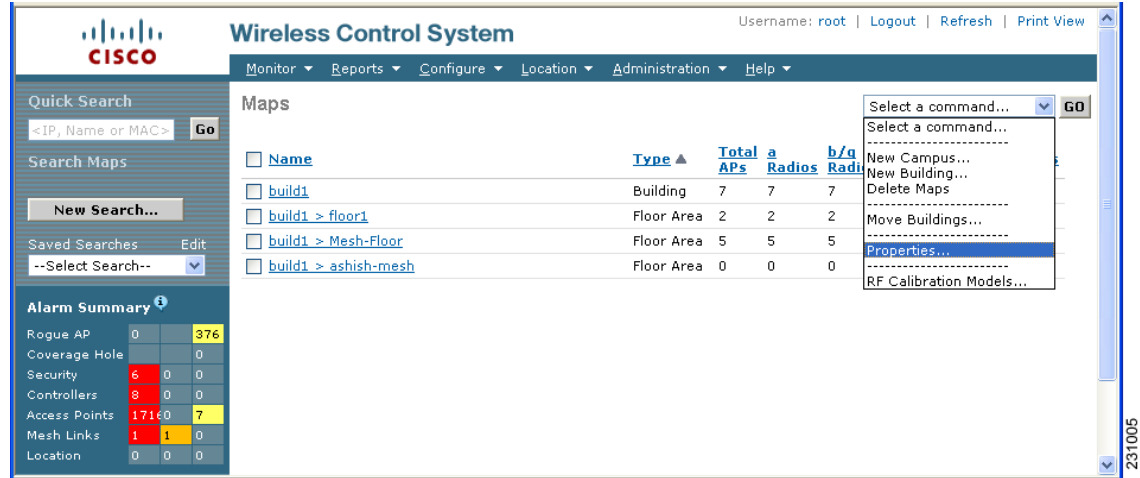 Username: root | Logout | Refresh | Print View
CISCO
Wireless Control System
Monitor Reports Configure Location Administration Help
Quick Search
<IP, Name or MAC> Go
Search Maps
New Search...
Saved Searches Edit
--Select Search--
Alarm Summary
Rogue AP 0 376
Coverage Hole 0
Security 6 0 0
Controllers 8 0 0
Access Points 1716 0 7
Mesh Links 1 1 0
Location 0 0 0
Maps
Select a command... GO
Select a command...
-----------------------
New Campus...
New Building...
Delete Maps
-----------------------
Move Buildings...
-----------------------
Properties...
-----------------------
RF Calibration Models...
Name Type Total APs a Radios b/g
build1 Building 7 7 7
build1 > floor1 Floor Area 2 2 2
build1 > Mesh-Floor Floor Area 5 5 5
build1 > ashish-mesh Floor Area 0 0 0
231005